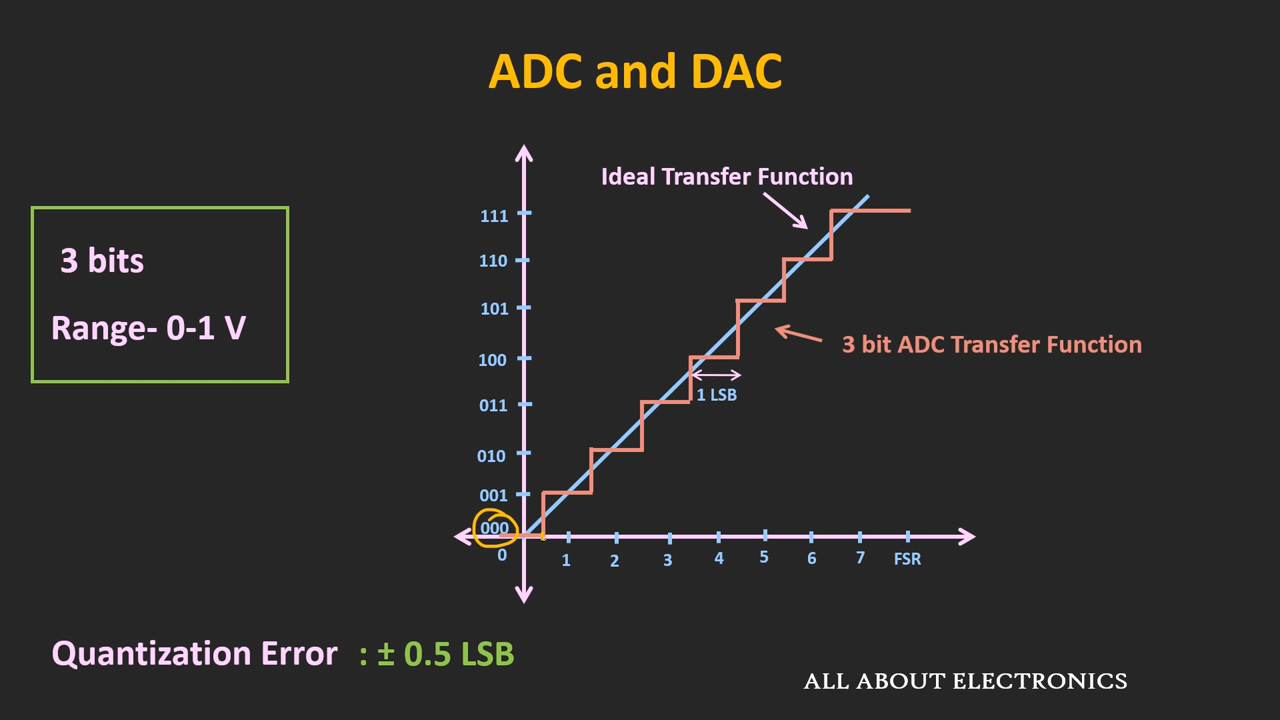 ADC and DAC
Ideal Transfer Function
3 bits
Range- 0-1 V
111
110
101
100
011
010
001
000
3 bit ADC Transfer Function
1 LSB
0 1 2 3 4 5 6 7 FSR
Quantization Error : ± 0.5 LSB
ALL ABOUT ELECTRONICS